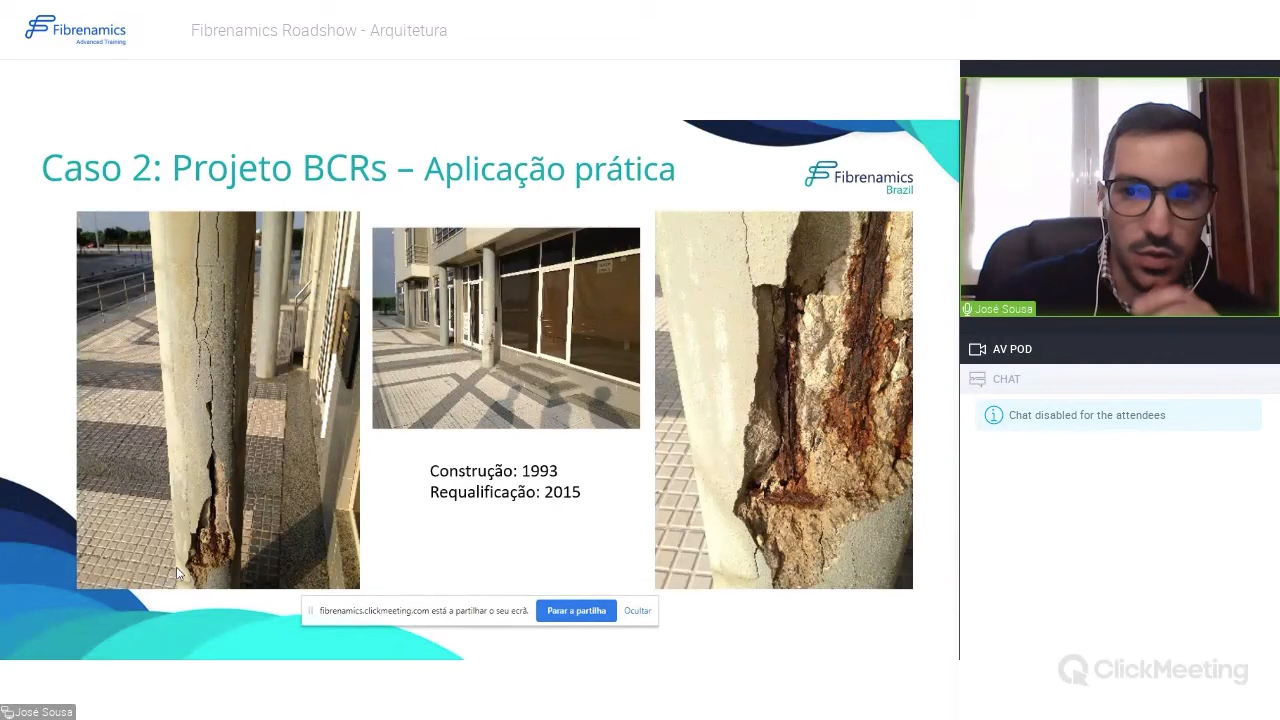 Fibrenamics
Advanced Training
Fibrenamics Roadshow - Arquitetura
Caso 2: Projeto BCRs – Aplicação prática
Fibrenamics
Brazil
Construção: 1993
Requalificação: 2015
fibrenamics.clickmeeting.com está a partilhar o seu ecrã.
Parar a partilha
Ocultar
José Sousa
AV POD
CHAT
Chat disabled for the attendees
ClickMeeting
José Sousa